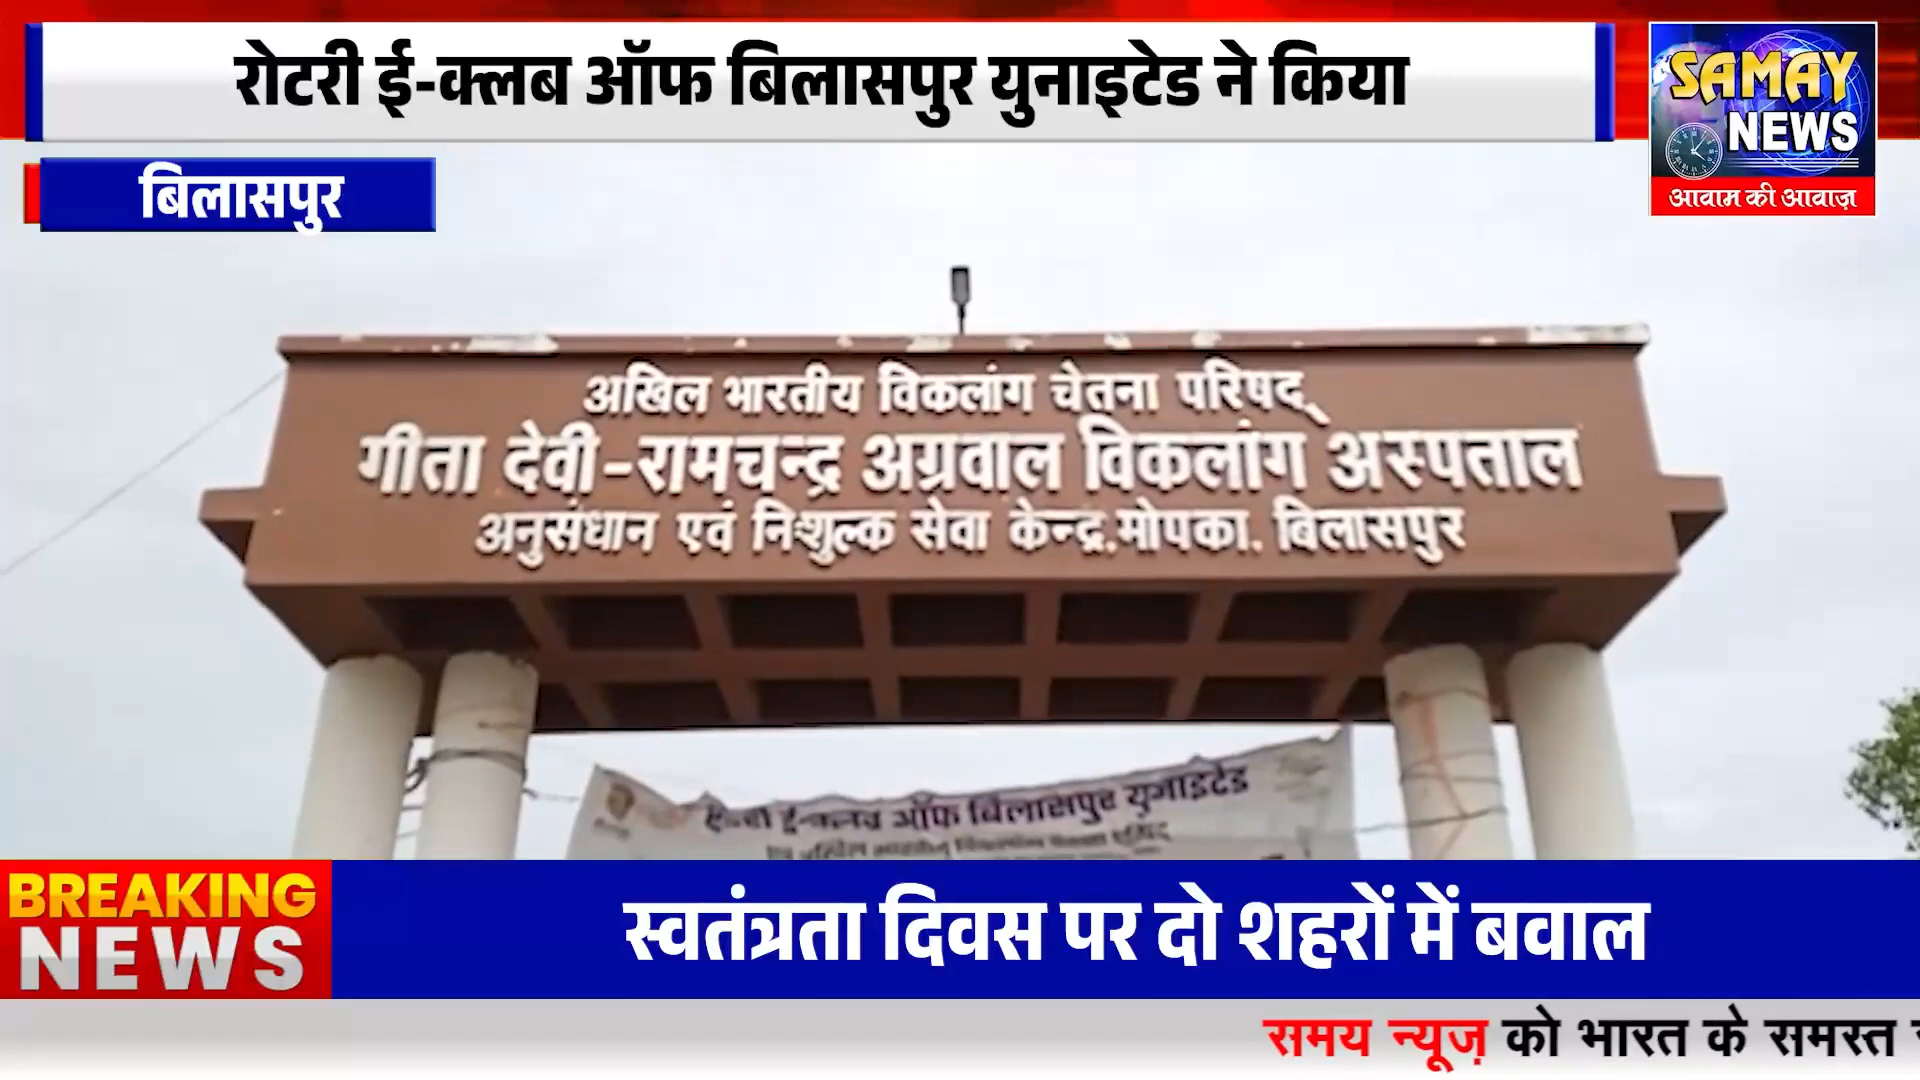 रोटरी ई-क्लब ऑफ बिलासपुर युनाइटेड ने किया
SAMAY
NEWS
आवाम की आवाज़
बिलासपुर
अखिल भारतीय विकलांग चेतना परिषद्
गीता देवी-रामचन्द्र अग्रवाल विकलांग अस्पताल
अनुसंधान एवं निःशुल्क सेवा केन्द्र.मोपका. बिलासपुर
ई-क्लब ऑफ बिलासपुर युनाइटेड
BREAKING
NEWS
स्वतंत्रता दिवस पर दो शहरों में बवाल
समय न्यूज़ को भारत के समस्त